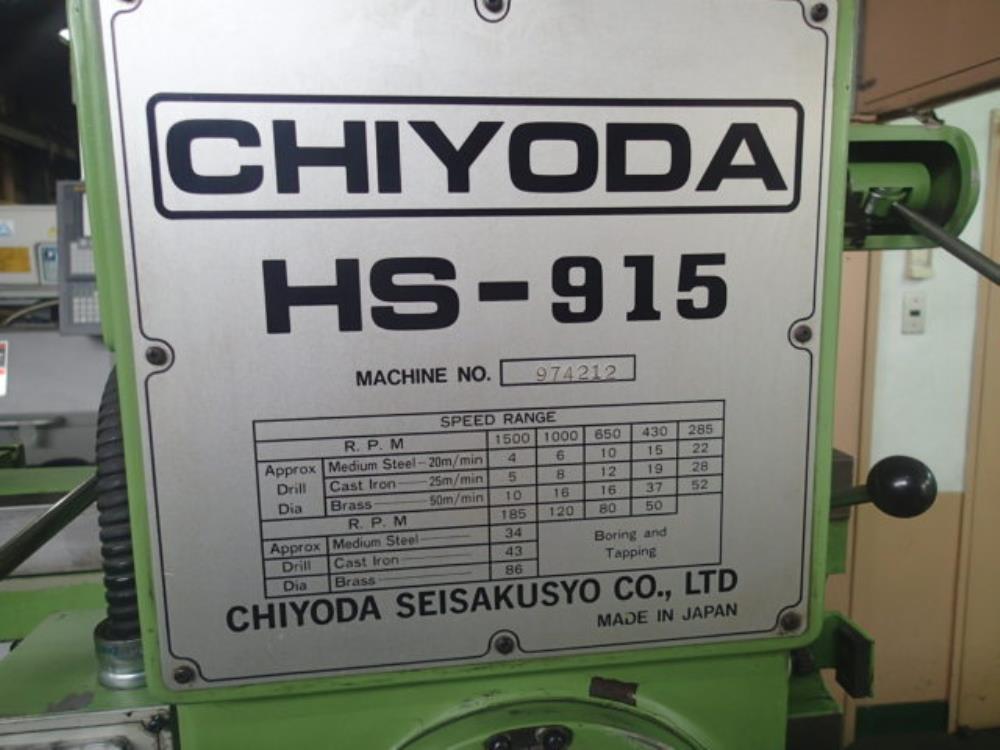 CHIYODA
HS-915
MACHINE NO. 974212
SPEED RANGE
R. P. M 1500 1000 650 430 285
Approx Drill Dia
Medium Steel-20m/min 4 6 10 15 22
Cast Iron 25m/min 5 8 12 19 28
Brass 50m/min 10 16 16 37 52
R. P. M 185 120 80 50
Approx Drill Dia
Medium Steel 34
Cast Iron 43
Brass 86
Boring and
Tapping
CHIYODA SEISAKUSYO CO., LTD
MADE IN JAPAN